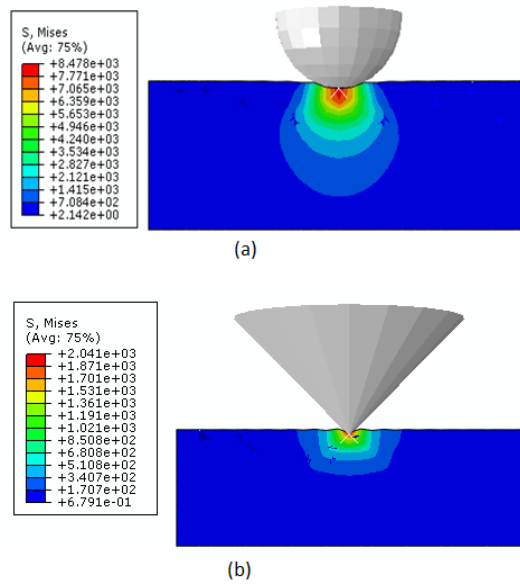 S, Mises
(Avg: 75%)
+8.478e+03
+7.771e+03
+7.065e+03
+6.359e+03
+5.653e+03
+4.946e+03
+4.240e+03
+3.534e+03
+2.827e+03
+2.121e+03
+1.415e+03
+7.084e+02
+2.142e+00
(a)
S, Mises
(Avg: 75%)
+2.041e+03
+1.871e+03
+1.701e+03
+1.531e+03
+1.361e+03
+1.191e+03
+1.021e+03
+8.508e+02
+6.808e+02
+5.108e+02
+3.407e+02
+1.707e+02
+6.791e-01
(b)